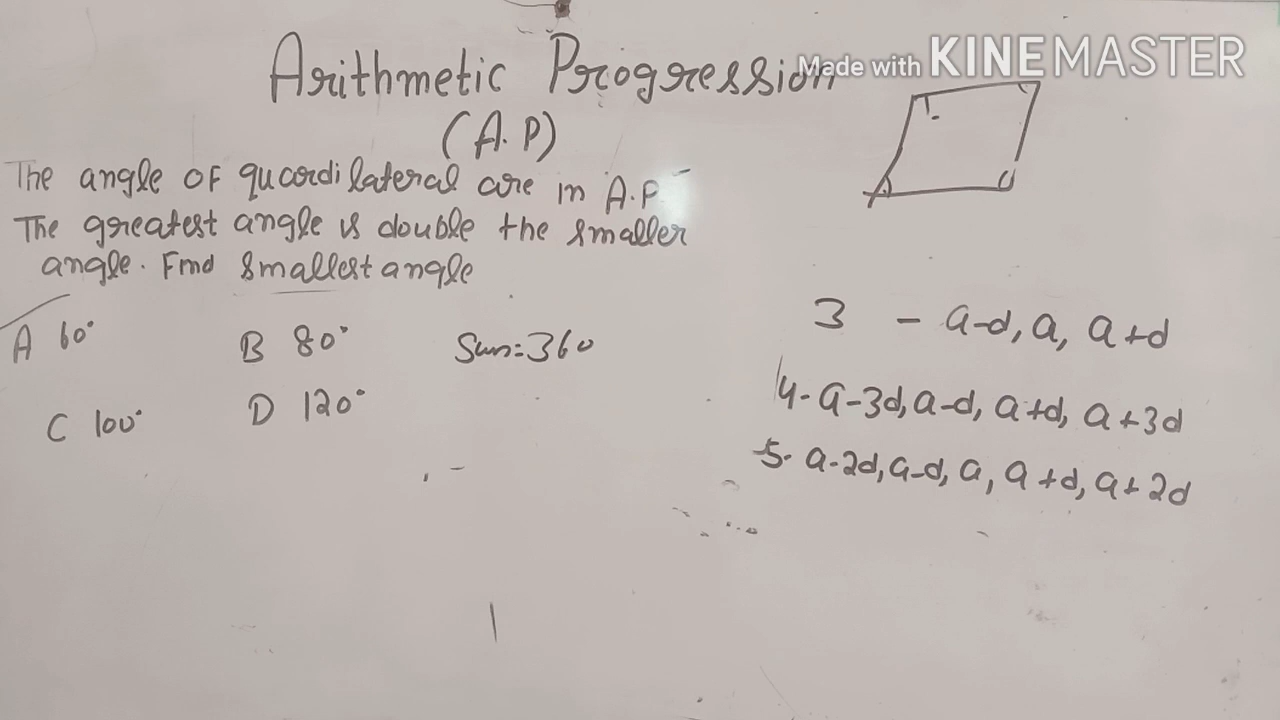 Made with KINEMASTER
Arithmetic Progression
(A.P)
The angle OF quardilateral are in A.P
The greatest angle is double the smaller
angle. Find smallest angle
A 60°
B 80°
Sum=360
C 100°
D 120°
3 - a-d, a, a+d
4- a-3d, a-d, a+d, a+3d
5- a-2d, a-d, a, a+d, a+2d